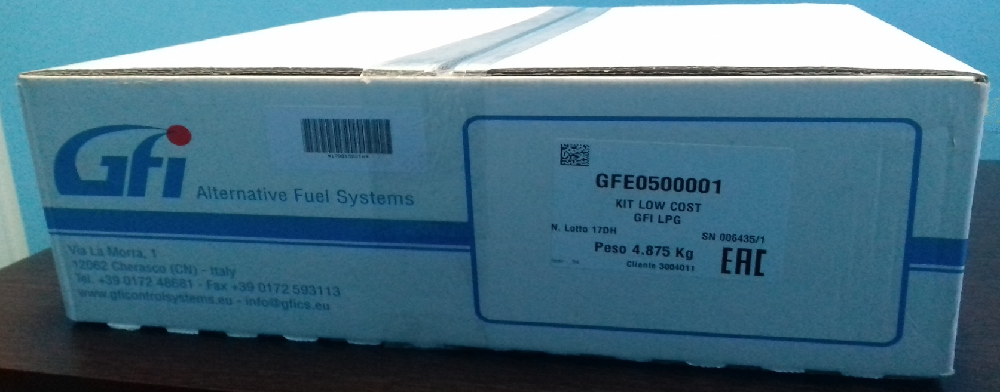 Gfi
Alternative Fuel Systems
Via La Morra, 1
12062 Cherasco (CN) - Italy
Tel. +39 0172 48681 - Fax +39 0172 593113
www.gficontrolsystems.eu - info@gfics.eu
GFE0500001
KIT LOW COST
GFI LPG
N. Lotto 17DH
SN 006435/1
Peso 4.875 Kg
Cliente 3004011
EAC